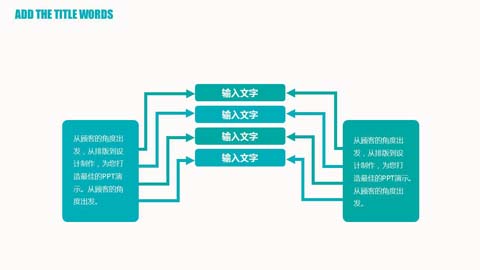 ADD THE TITLE WORDS
输入文字
输入文字
输入文字
输入文字
从顾客的角度出
发，从排版到设
计制作，为您打
造最佳的PPT演
示。从顾客的角
度出发。
从顾客的角度出
发，从排版到设
计制作，为您打
造最佳的PPT演示。
从顾客的角度出
发。